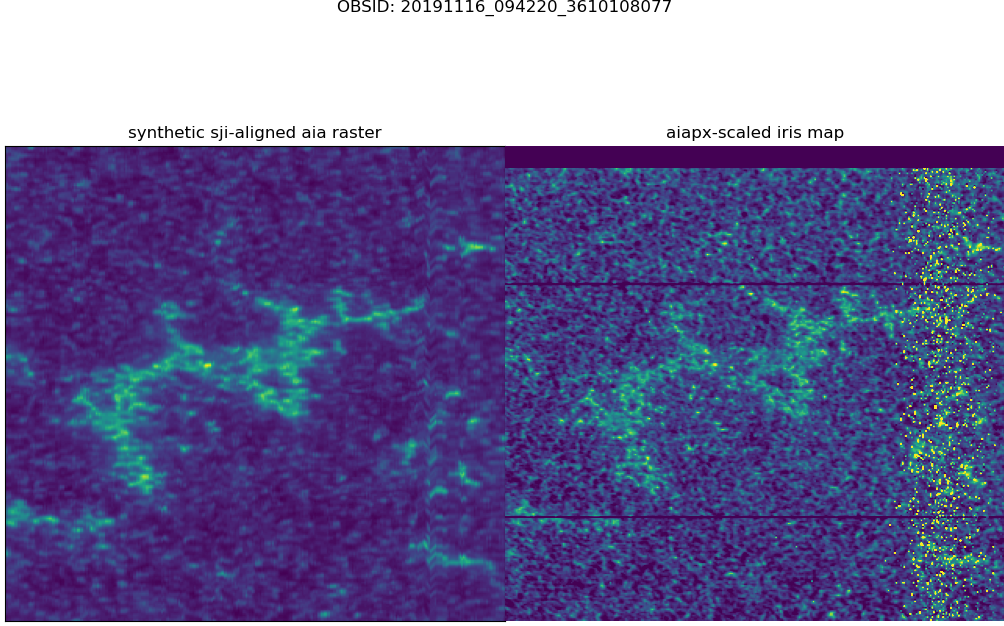 OBSID: 20191116_094220_3610108077
synthetic sji-aligned aia raster
aiapx-scaled iris map